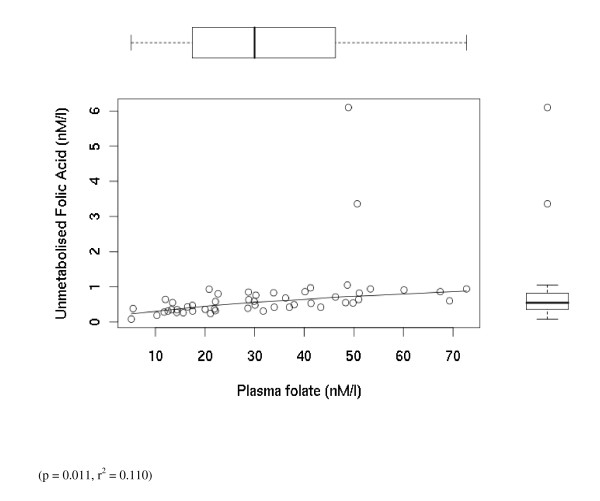 6
5
4
3
2
1
0
Unmetabolised Folic Acid (nM/l)
10 20 30 40 50 60 70
Plasma folate (nM/l)
(p = 0.011, r² = 0.110)